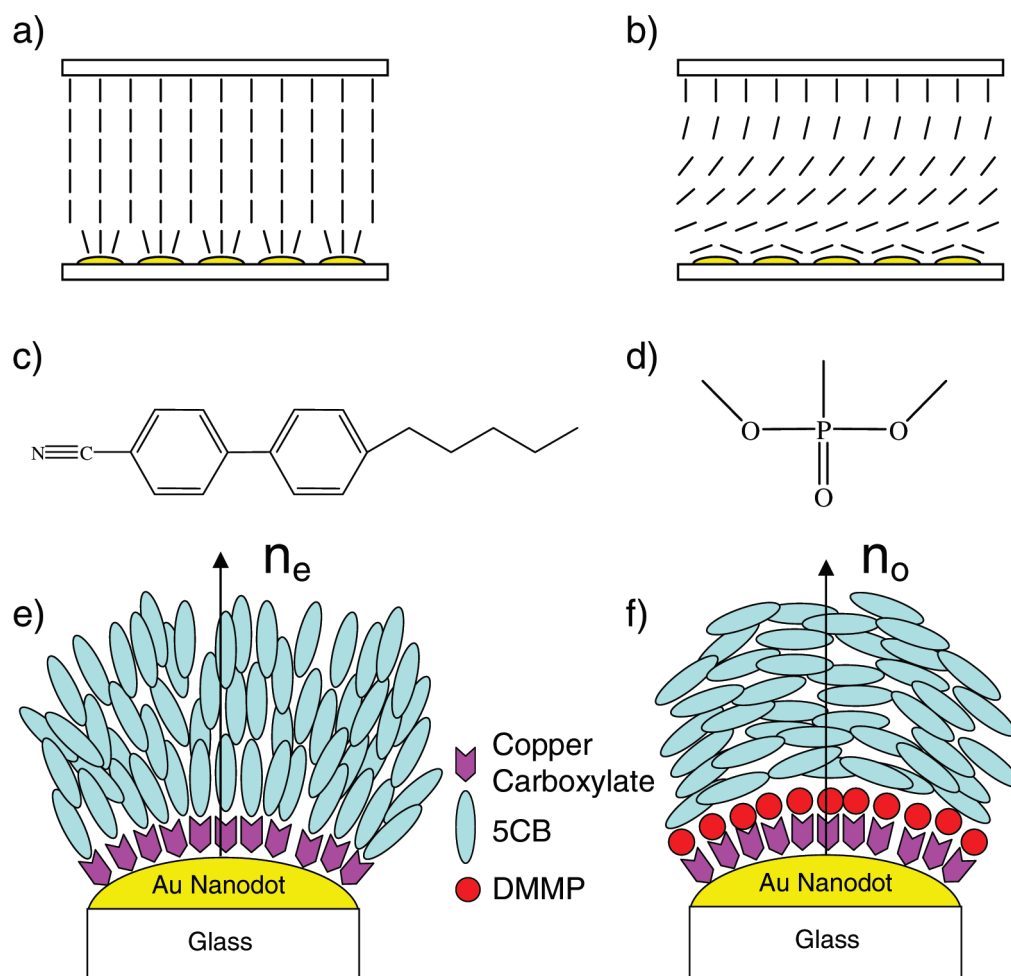 a)
b)
c)
d)
N
C
O
P
O
O
n_e
n_o
e)
f)
Copper
Carboxylate
5CB
DMMP
Au Nanodot
Glass
Au Nanodot
Glass